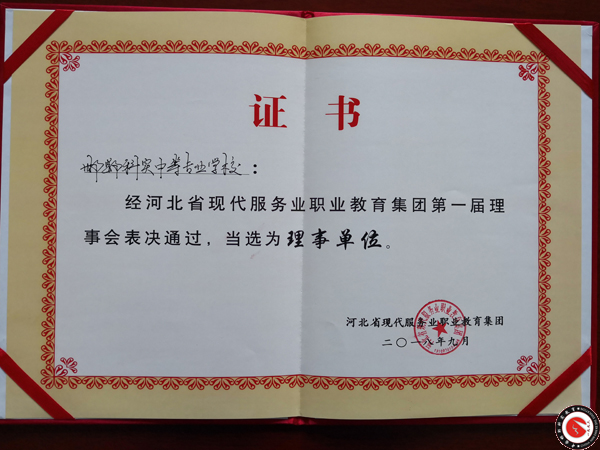 证书
邯郸科实中等专业学校：
经河北省现代服务业职业教育集团第一届理
事会表决通过，当选为理事单位。
河北省现代服务业职业教育集团
二〇一八年九月